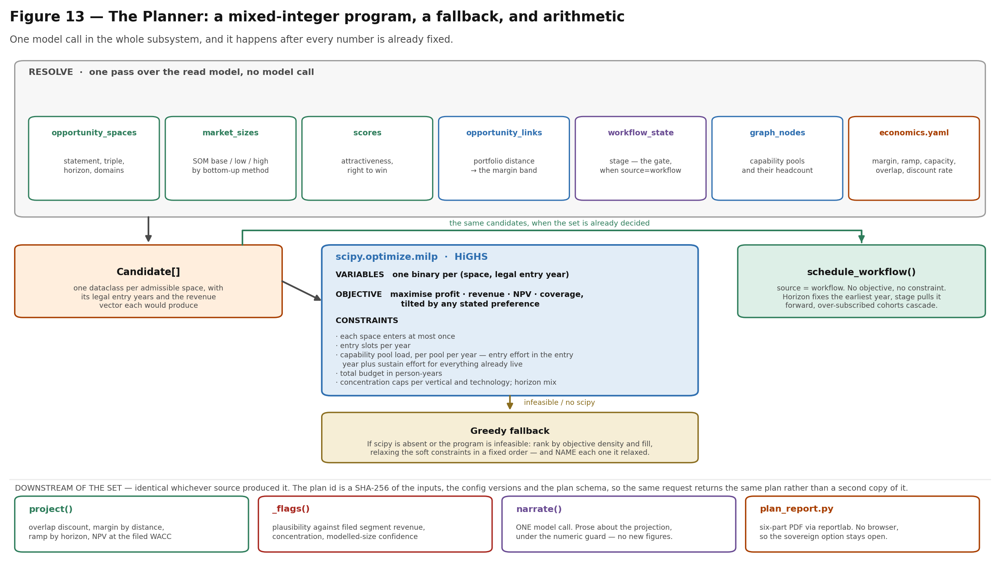 Figure 13 — The Planner: a mixed-integer program, a fallback, and arithmetic
One model call in the whole subsystem, and it happens after every number is already fixed.
RESOLVE · one pass over the read model, no model call
opportunity_spaces
statement, triple,
horizon, domains
market_sizes
SOM base / low / high
by bottom-up method
scores
attractiveness,
right to win
opportunity_links
portfolio distance
→ the margin band
workflow_state
stage — the gate,
when source=workflow
graph_nodes
capability pools
and their headcount
economics.yaml
margin, ramp, capacity,
overlap, discount rate
the same candidates, when the set is already decided
Candidate[]
one dataclass per admissible space, with
its legal entry years and the revenue
vector each would produce
scipy.optimize.milp · HiGHS
VARIABLES one binary per (space, legal entry year)
OBJECTIVE maximise profit · revenue · NPV · coverage,
tilted by any stated preference
CONSTRAINTS
· each space enters at most once
· entry slots per year
· capability pool load, per pool per year — entry effort in the entry
year plus sustain effort for everything already live
· total budget in person-years
· concentration caps per vertical and technology; horizon mix
schedule_workflow()
source = workflow. No objective, no constraint.
Horizon fixes the earliest year, stage pulls it
forward, over-subscribed cohorts cascade.
infeasible / no scipy
Greedy fallback
If scipy is absent or the program is infeasible: rank by objective density and fill,
relaxing the soft constraints in a fixed order — and NAME each one it relaxed.
DOWNSTREAM OF THE SET — identical whichever source produced it. The plan id is a SHA-256 of the inputs, the config versions and the plan schema, so the same request returns the same plan rather than a second copy of it.
project()
overlap discount, margin by distance,
ramp by horizon, NPV at the filed WACC
_flags()
plausibility against filed segment revenue,
concentration, modelled-size confidence
narrate()
ONE model call. Prose about the projection,
under the numeric guard — no new figures.
plan_report.py
six-part PDF via reportlab. No browser,
so the sovereign option stays open.